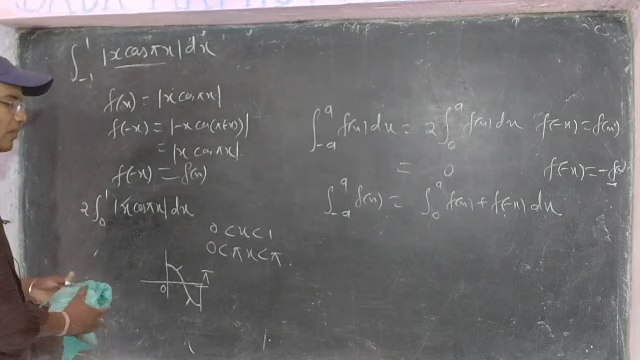 ∫_{-1}^{1} |x cos πx| dx
f(x) = |x cos πx|
f(-x) = |-x cos(π(-x))|
= |x cos πx|
f(-x) = f(x)
2∫_0^1 |x cos πx| dx
0 < x < 1
0 < πx < π
0 π
∫_{-a}^{a} f(x) dx = 2∫_0^a f(x) dx f(-x) = f(x)
= 0 f(-x) = -f(x)
∫_{-a}^{a} f(x) = ∫_0^a f(x) + f(-x) dx